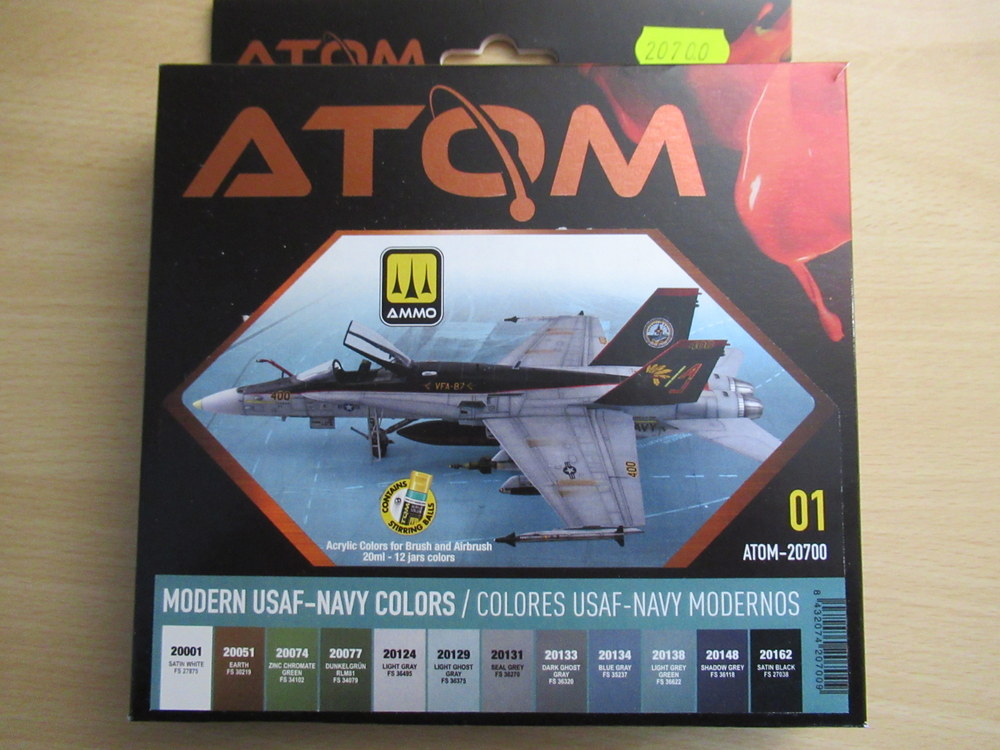 ATOM
20700
ATOM
AMMO
VFA-87
400
400
CONTAINS
STIRRING BALLS
Acrylic Colors for Brush and Airbrush
20ml - 12 jars colors
01
ATOM-20700
MODERN USAF-NAVY COLORS / COLORES USAF-NAVY MODERNOS
20001
SATIN WHITE
FS 27875
20051
EARTH
FS 30219
20074
ZINC CHROMATE
GREEN
FS 34102
20077
DUNKELGRÜN
RLM81
FS 34079
20124
LIGHT GRAY
FS 36495
20129
LIGHT GHOST
GRAY
FS 36375
20131
SEAL GREY
FS 36270
20133
DARK GHOST
GRAY
FS 36320
20134
BLUE GRAY
FS 35237
20138
LIGHT GREY
GREEN
FS 36622
20148
SHADOW GREY
FS 36118
20162
SATIN BLACK
FS 27038
8 432074 207009